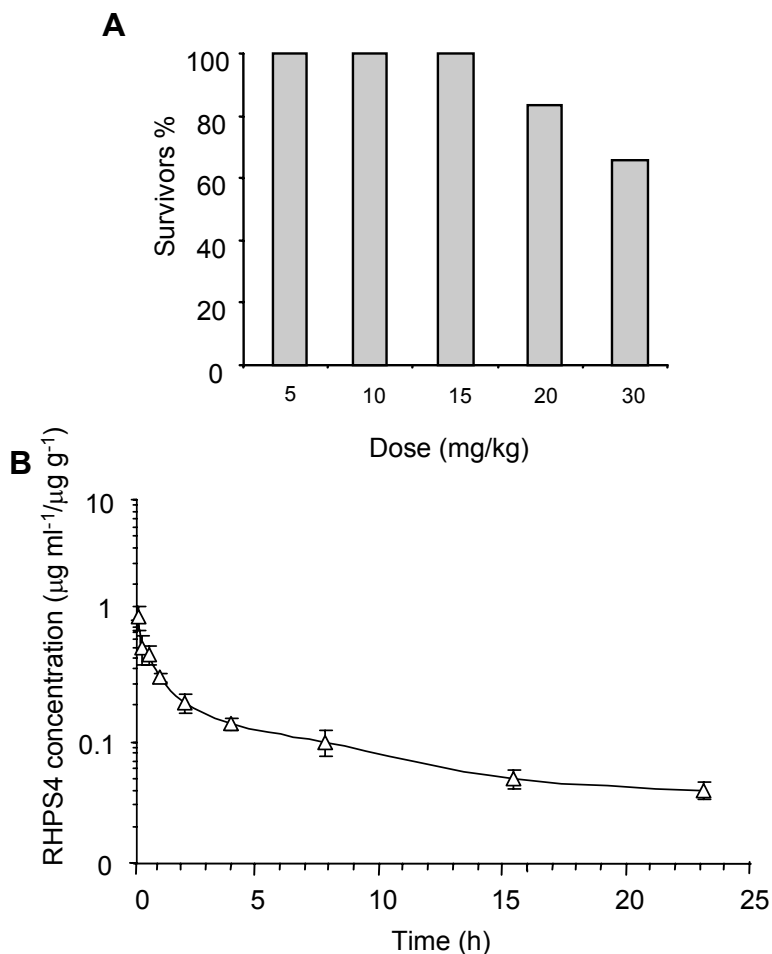 A
Survivors %
100
80
60
40
20
0
5 10 15 20 30
Dose (mg/kg)
B
RHPS4 concentration (μg ml⁻¹/μg g⁻¹)
10
1
0.1
0
0 5 10 15 20 25
Time (h)